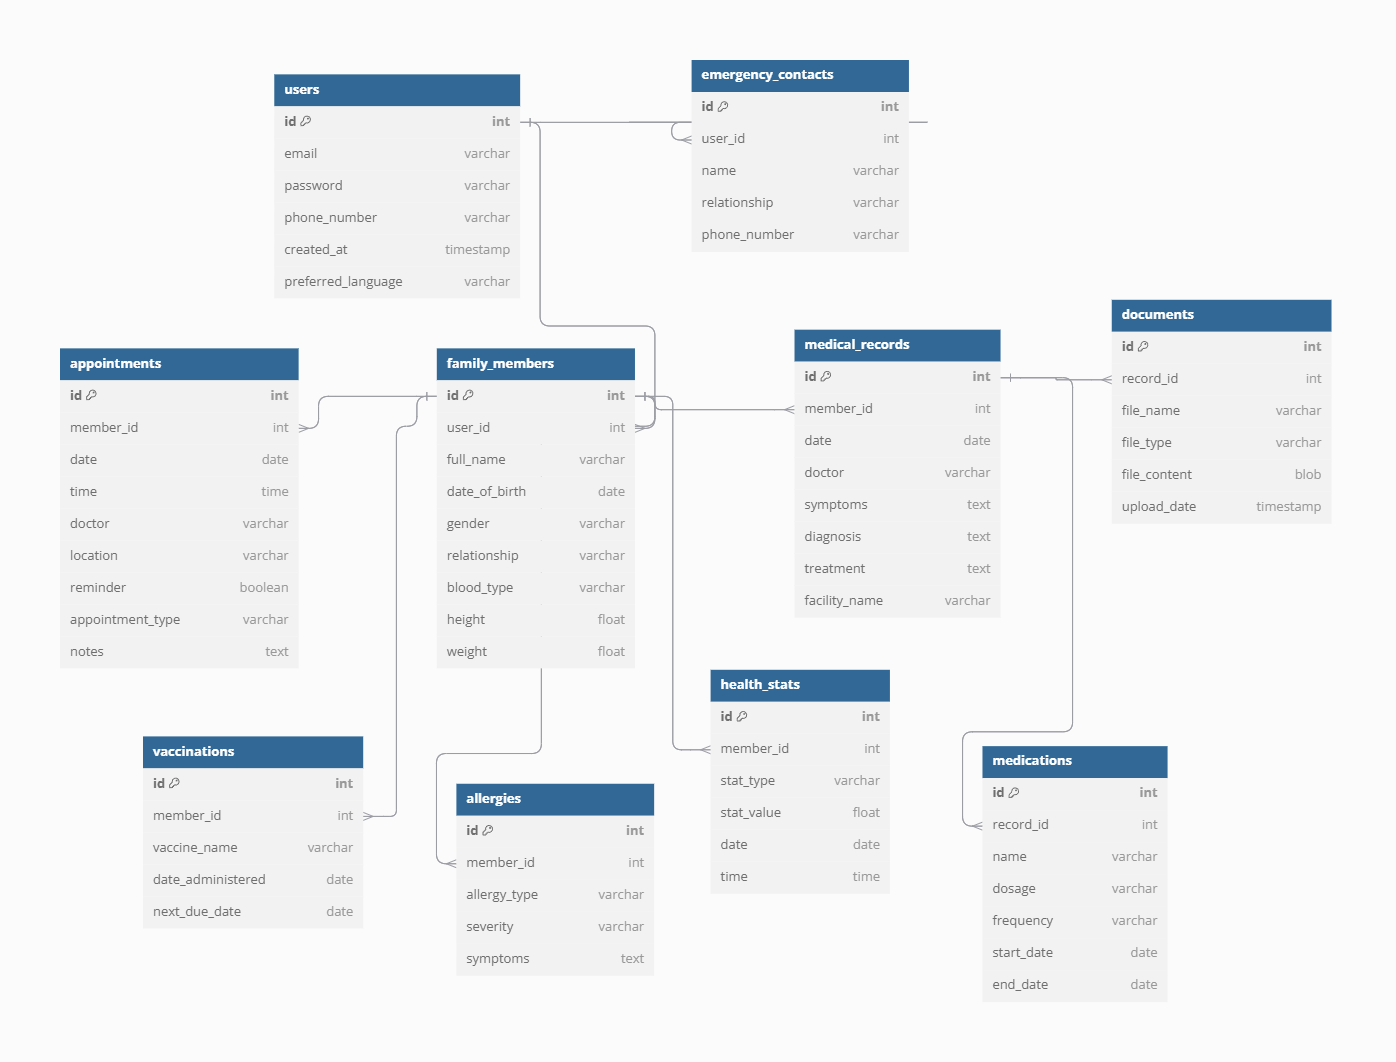 users
id int
email varchar
password varchar
phone_number varchar
created_at timestamp
preferred_language varchar
emergency_contacts
id int
user_id int
name varchar
relationship varchar
phone_number varchar
appointments
id int
member_id int
date date
time time
doctor varchar
location varchar
reminder boolean
appointment_type varchar
notes text
family_members
id int
user_id int
full_name varchar
date_of_birth date
gender varchar
relationship varchar
blood_type varchar
height float
weight float
medical_records
id int
member_id int
date date
doctor varchar
symptoms text
diagnosis text
treatment text
facility_name varchar
documents
id int
record_id int
file_name varchar
file_type varchar
file_content blob
upload_date timestamp
vaccinations
id int
member_id int
vaccine_name varchar
date_administered date
next_due_date date
allergies
id int
member_id int
allergy_type varchar
severity varchar
symptoms text
health_stats
id int
member_id int
stat_type varchar
stat_value float
date date
time time
medications
id int
record_id int
name varchar
dosage varchar
frequency varchar
start_date date
end_date date